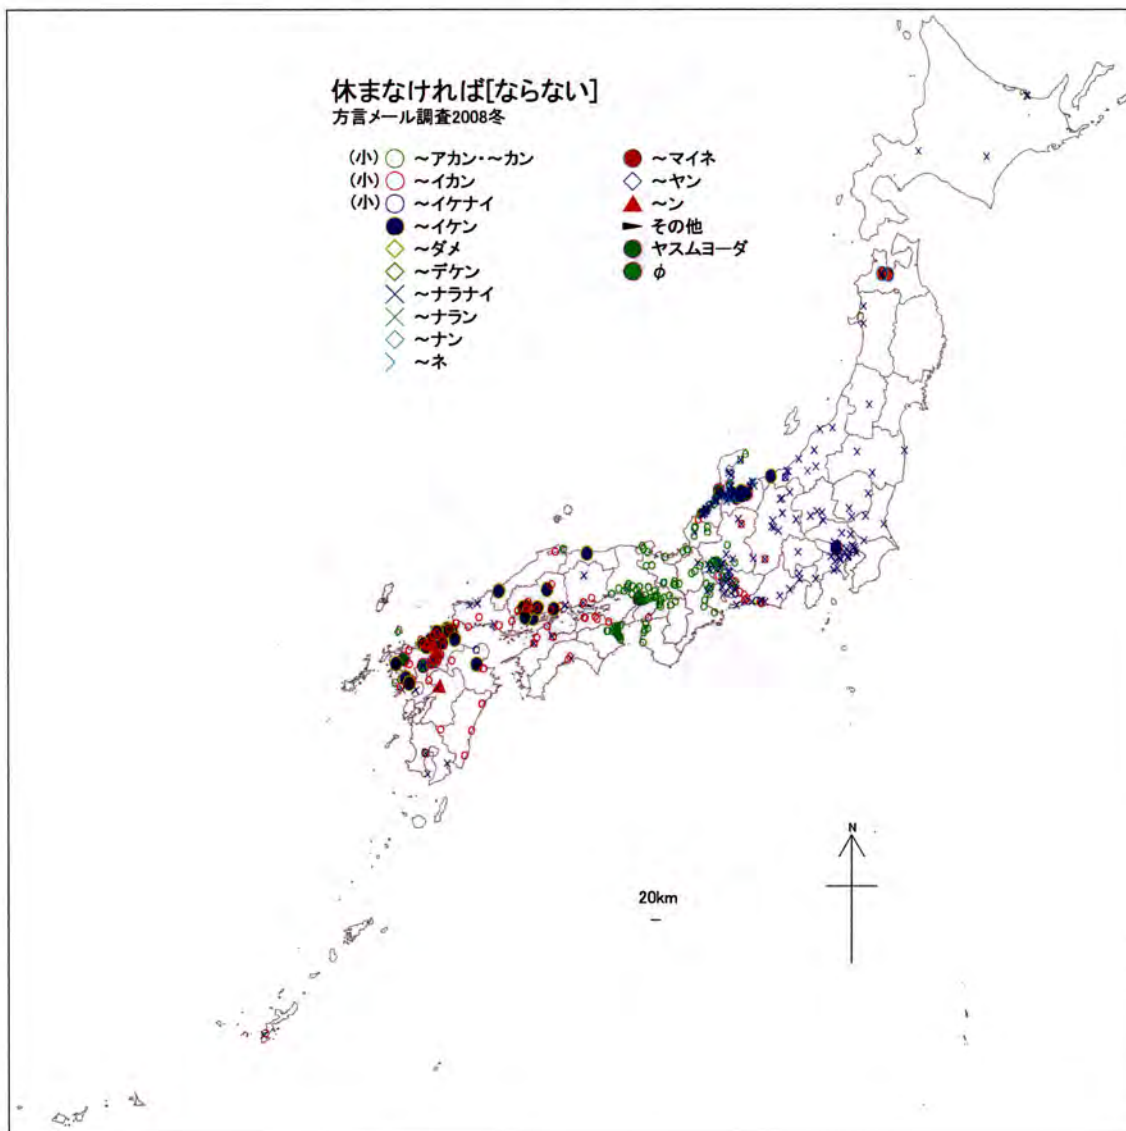 休まなければ[ならない]
方言メール調査2008冬
(小) ～アカン・～カン
(小) ～イカン
(小) ～イケナイ
～イケン
～ダメ
～デケン
～ナラナイ
～ナラン
～ナン
～ネ
～マイネ
～ヤン
～ン
その他
ヤスムヨーダ
φ
N
20km